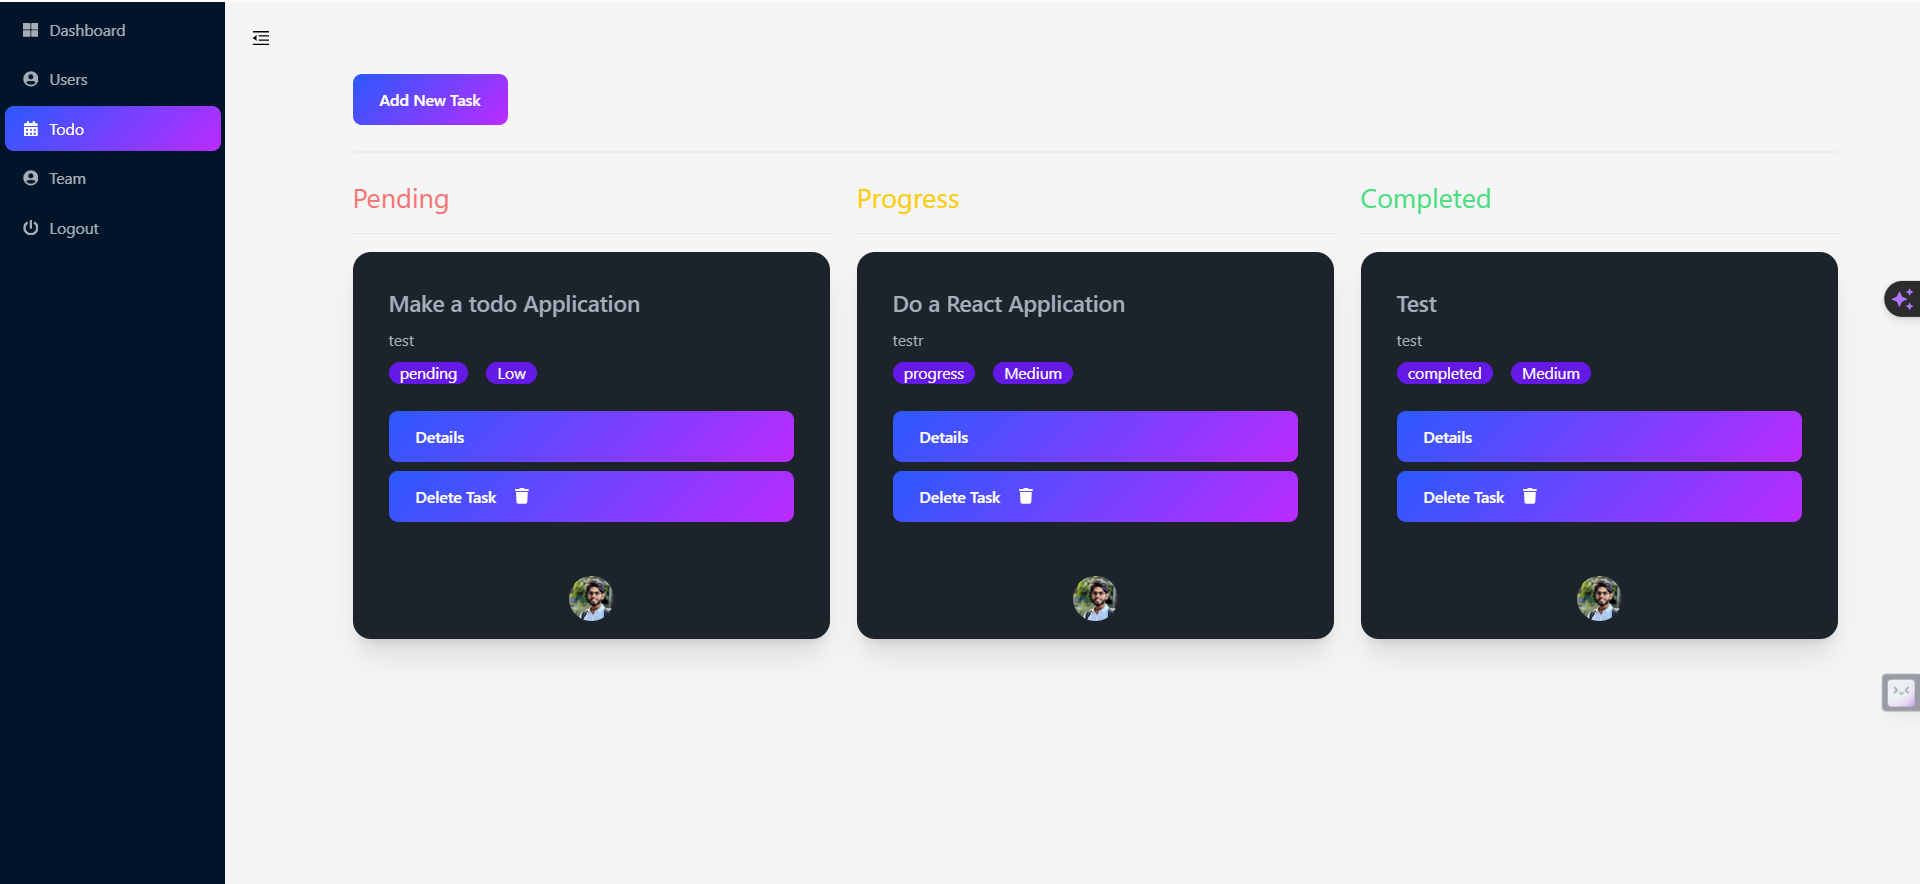 Dashboard
Users
Todo
Team
Logout
Add New Task
Pending
Make a todo Application
test
pending Low
Details
Delete Task
Progress
Do a React Application
testr
progress Medium
Details
Delete Task
Completed
Test
test
completed Medium
Details
Delete Task